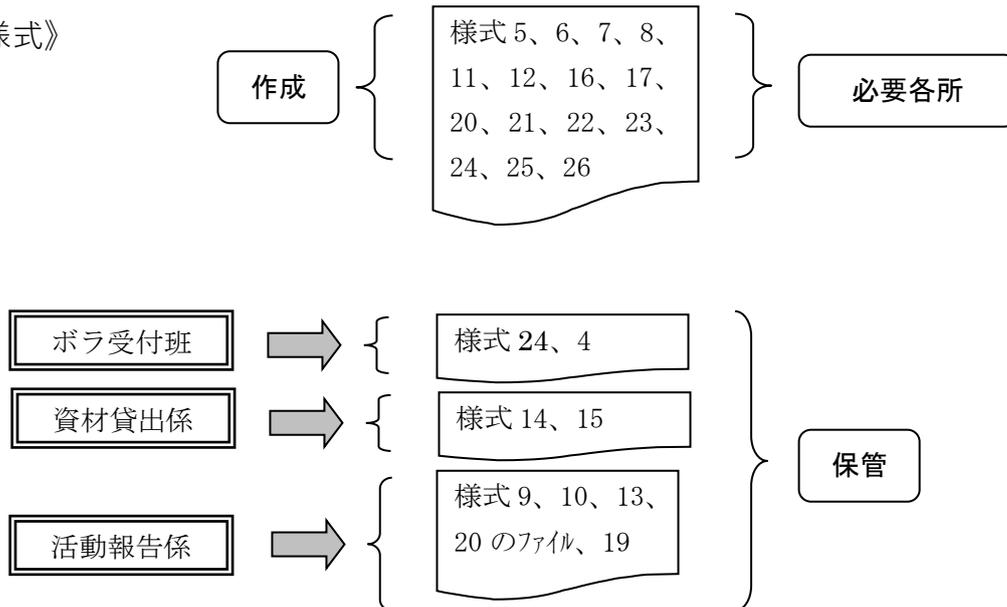 様式》
作成
様式 5、6、7、8、
11、12、16、17、
20、21、22、23、
24、25、26
必要各所
ボラ受付班
様式 24、4
資材貸出係
様式 14、15
保管
活動報告係
様式 9、10、13、
20 のファイル、19